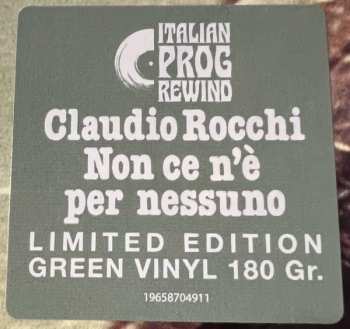 ITALIAN
PROG
REWIND
Claudio Rocchi
Non ce n'è
per nessuno
LIMITED EDITION
GREEN VINYL 180 Gr.
19658704911